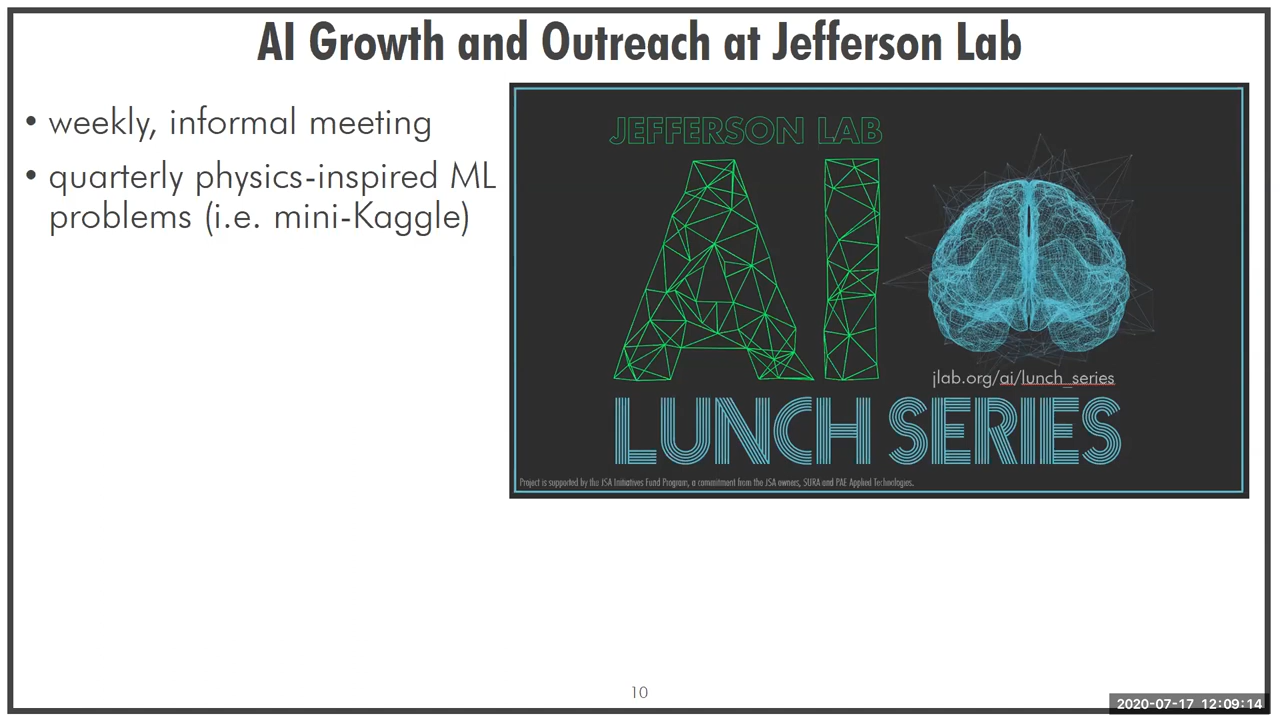 AI Growth and Outreach at Jefferson Lab
• weekly, informal meeting
• quarterly physics-inspired ML
problems (i.e. mini-Kaggle)
JEFFERSON LAB
AI
jlab.org/ai/lunch_series
LUNCH SERIES
Project is supported by the JSA Initiatives Fund Program, a commitment from the JSA owners, SURA and PAE Applied Technologies.
10
2020-07-17 12:09:14